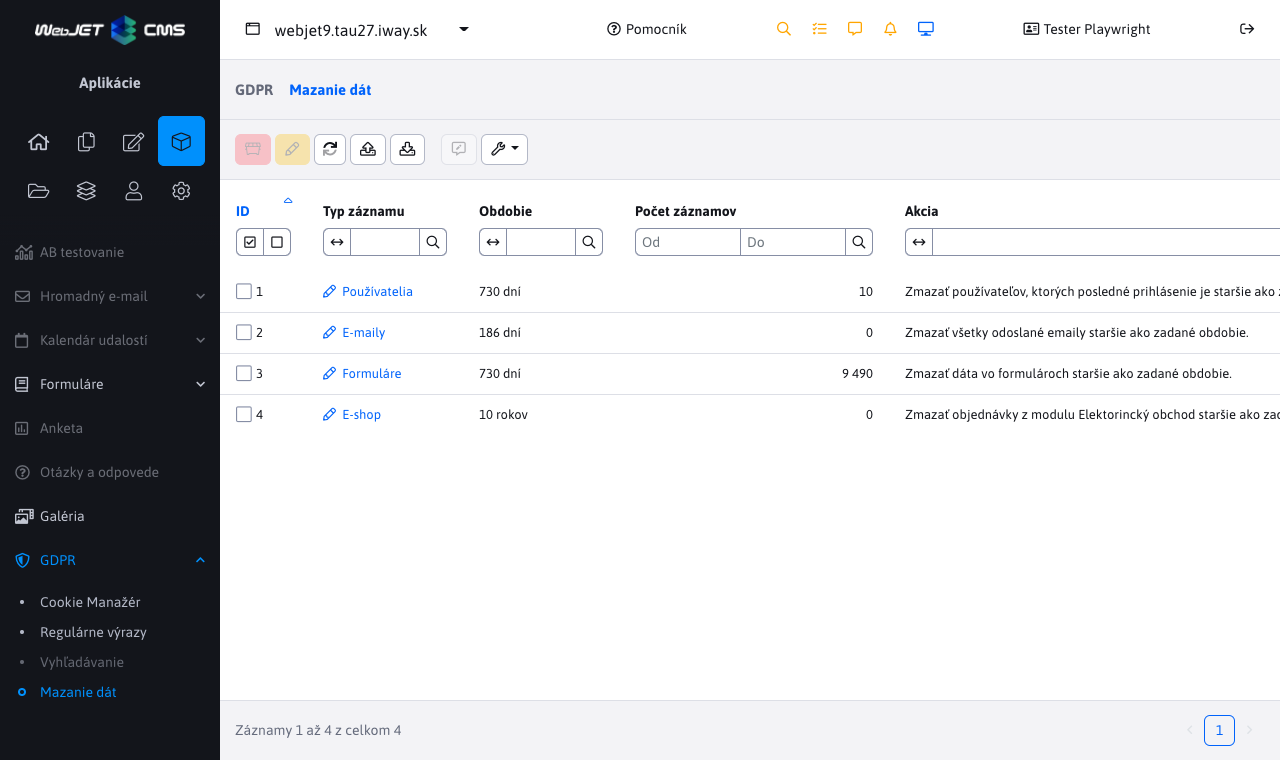 WebJET CMS
webjet9.tau27.iway.sk
Pomocník
Tester Playwright
Aplikácie
GDPR
Mazanie dát
AB testovanie
Hromadný e-mail
Kalendár udalostí
Formuláre
Anketa
Otázky a odpovede
Galéria
GDPR
Cookie Manažér
Regulárne výrazy
Vyhľadávanie
Mazanie dát
ID Typ záznamu Obdobie Počet záznamov Akcia
Od Do
1 Používatelia 730 dní 10 Zmazať používateľov, ktorých posledné prihlásenie je staršie ako
2 E-maily 186 dní 0 Zmazať všetky odoslané emaily staršie ako zadané obdobie.
3 Formuláre 730 dní 9 490 Zmazať dáta vo formulároch staršie ako zadané obdobie.
4 E-shop 10 rokov 0 Zmazať objednávky z modulu Elektorincký obchod staršie ako
Záznamy 1 až 4 z celkom 4
1